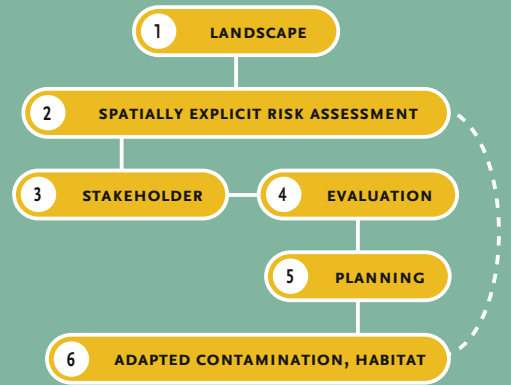 1 LANDSCAPE
2 SPATIALLY EXPLICIT RISK ASSESSMENT
3 STAKEHOLDER
4 EVALUATION
5 PLANNING
6 ADAPTED CONTAMINATION, HABITAT